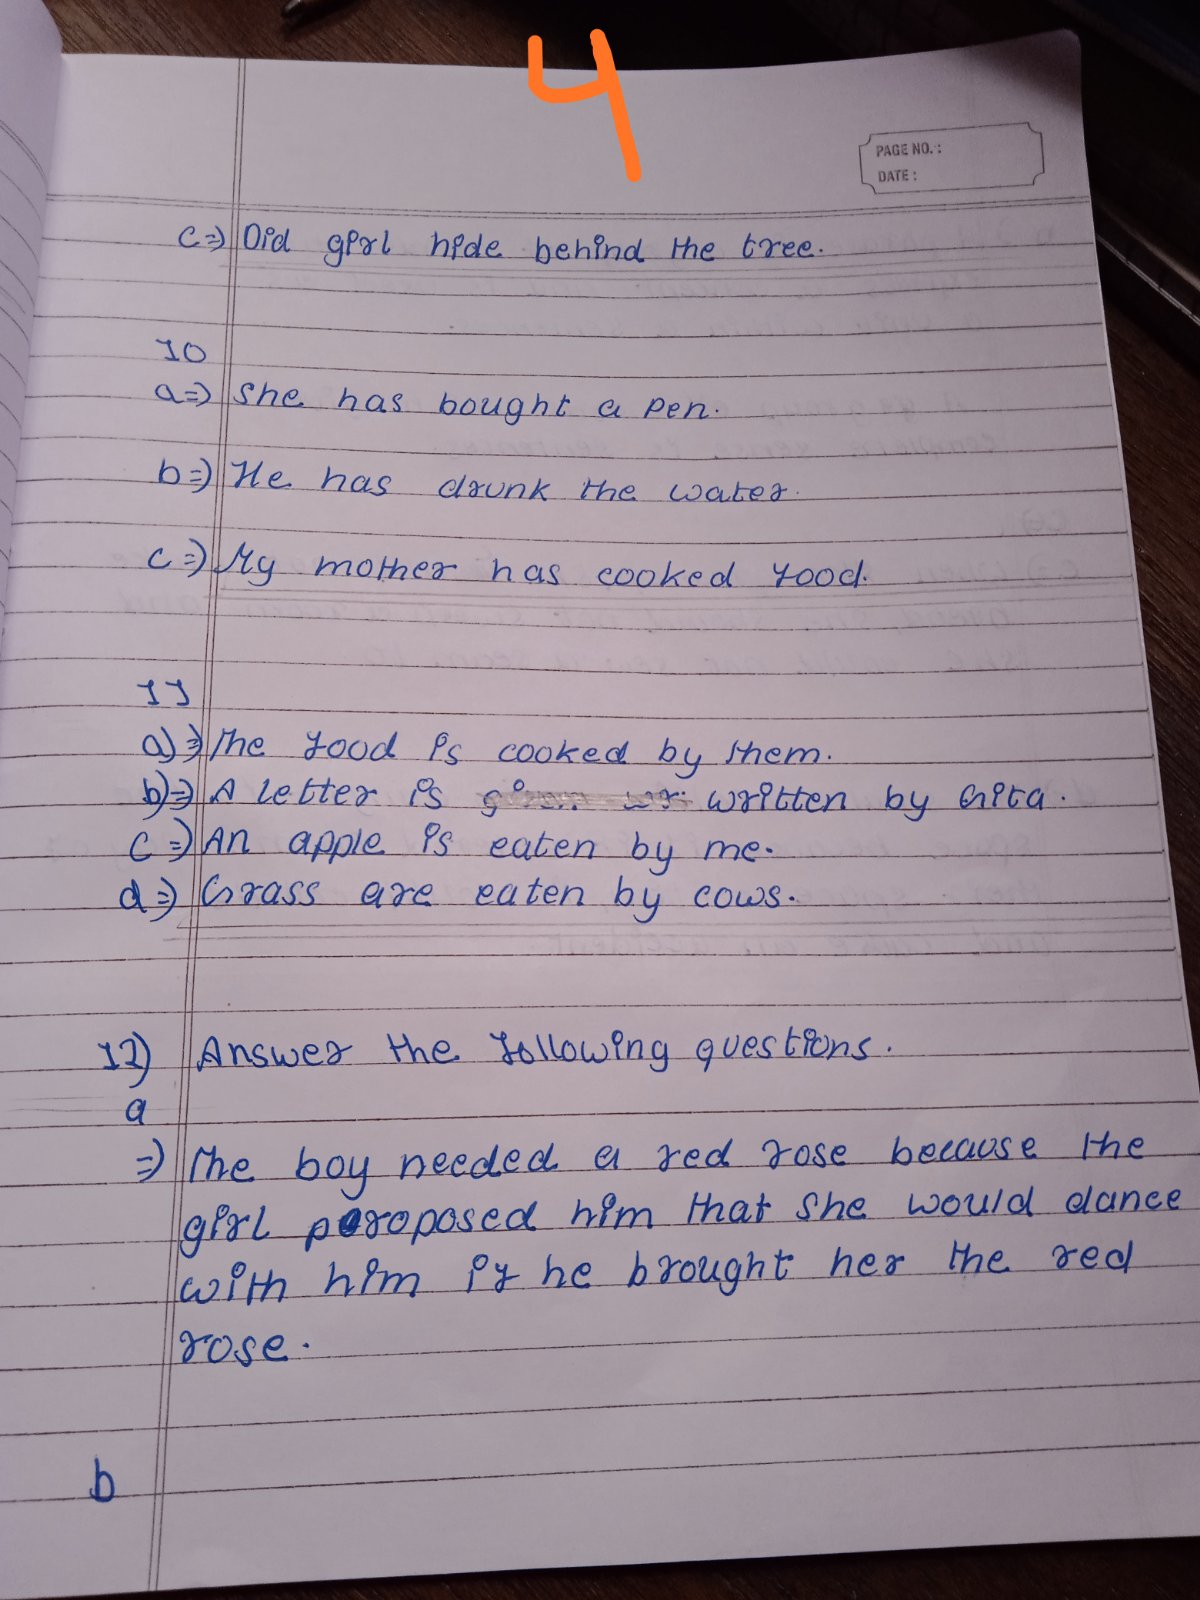 4
PAGE NO. :
DATE :
c⇒ Did girl hide behind the tree.
10
a⇒ She has bought a pen.
b⇒ He has drunk the water.
c⇒ My mother has cooked food.
11
a)⇒ The food is cooked by them.
b)⇒ A letter is written by Gita.
c⇒ An apple is eaten by me.
d⇒ Grass are eaten by cows.
12) Answer the following questions.
a
⇒ The boy needed a red rose because the
girl proposed him that she would dance
with him if he brought her the red
rose.
b